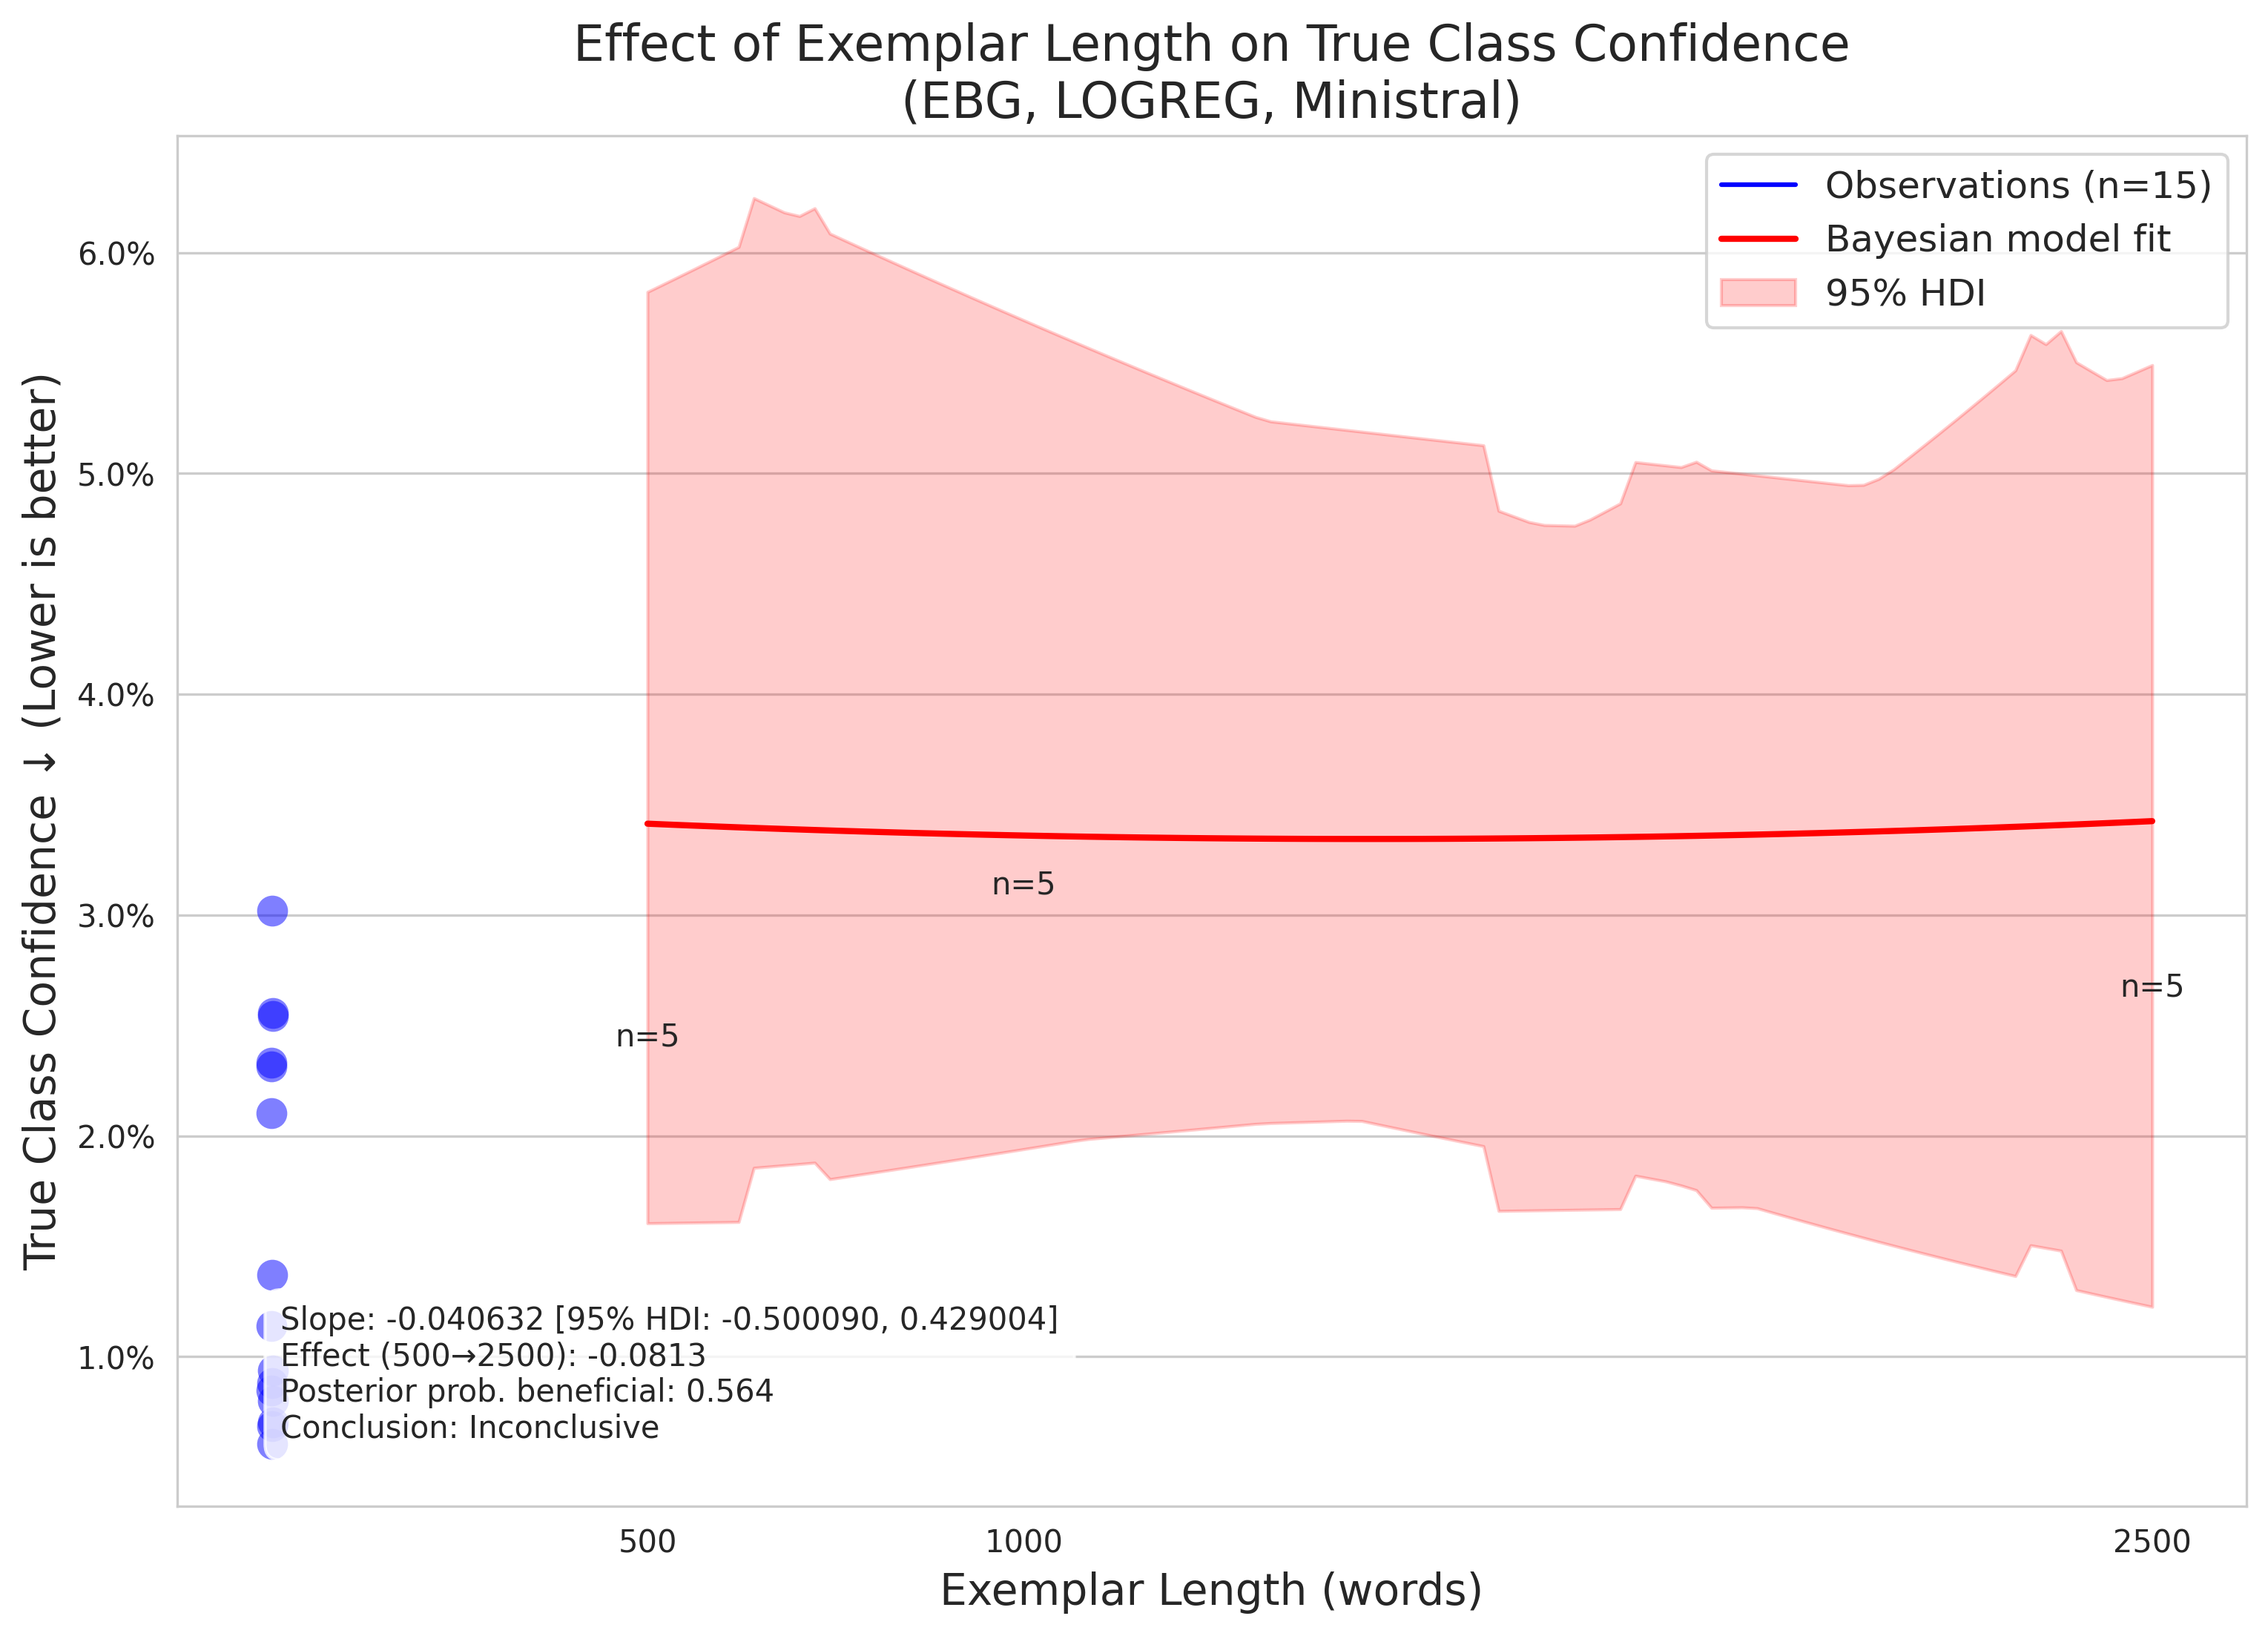 Effect of Exemplar Length on True Class Confidence
(EBG, LOGREG, Ministral)
Observations (n=15)
Bayesian model fit
95% HDI
True Class Confidence ↓ (Lower is better)
6.0%
5.0%
4.0%
3.0%
2.0%
1.0%
n=5
n=5
n=5
Slope: -0.040632 [95% HDI: -0.500090, 0.429004]
Effect (500→2500): -0.0813
Posterior prob. beneficial: 0.564
Conclusion: Inconclusive
500
1000
2500
Exemplar Length (words)